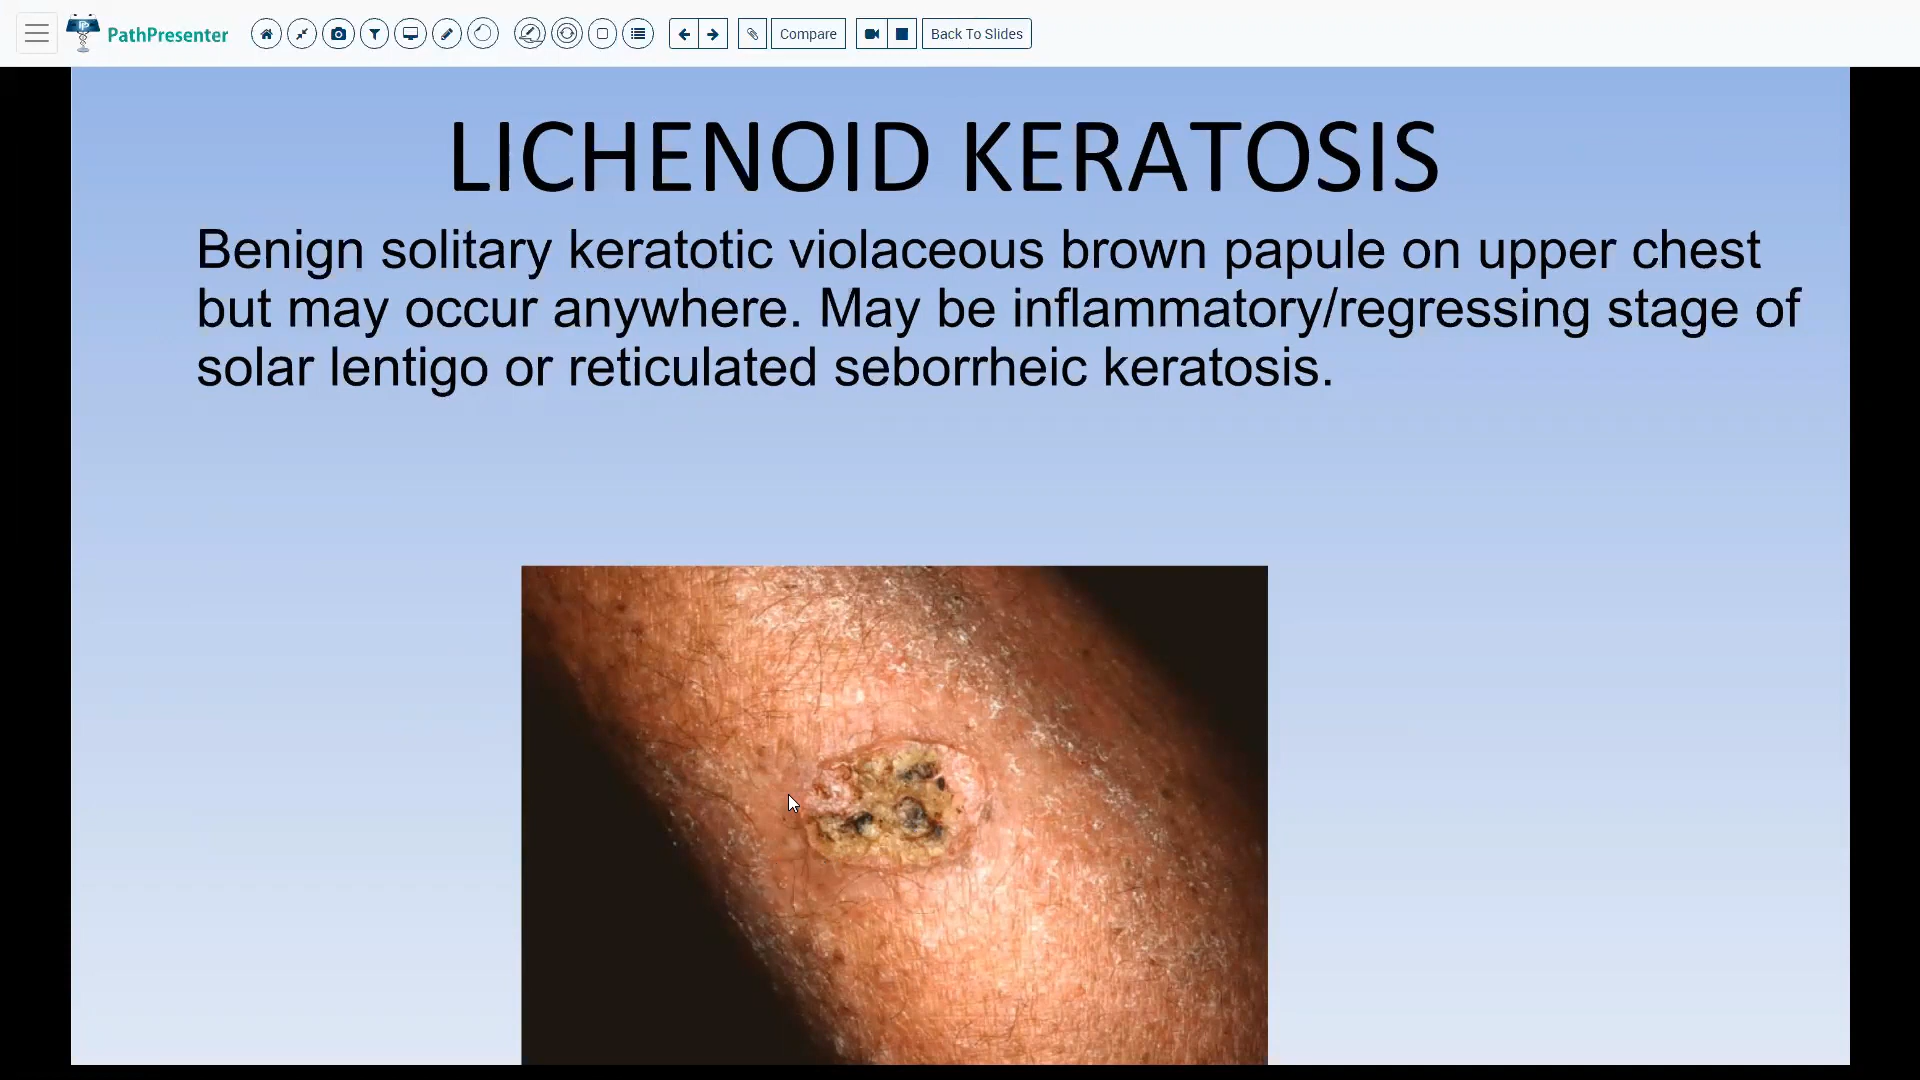 PathPresenter
Compare
Back To Slides
LICHENOID KERATOSIS
Benign solitary keratotic violaceous brown papule on upper chest
but may occur anywhere. May be inflammatory/regressing stage of
solar lentigo or reticulated seborrheic keratosis.